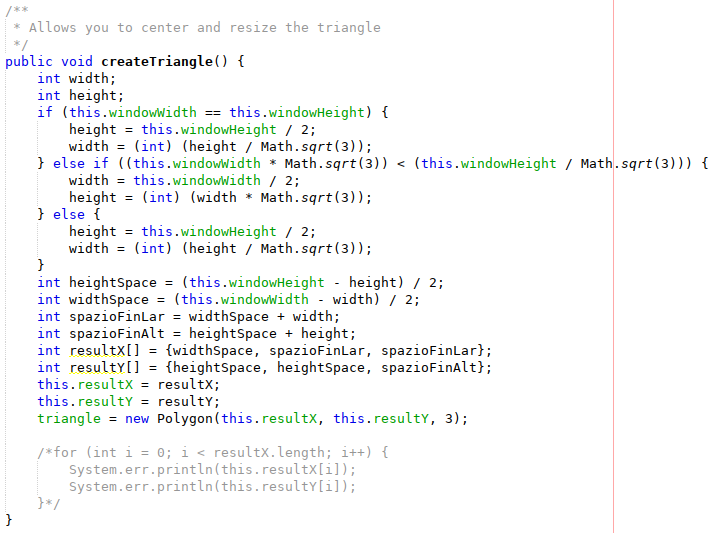 /**
 * Allows you to center and resize the triangle
 */
public void createTriangle() {
    int width;
    int height;
    if (this.windowWidth == this.windowHeight) {
        height = this.windowHeight / 2;
        width = (int) (height / Math.sqrt(3));
    } else if ((this.windowWidth * Math.sqrt(3)) < (this.windowHeight / Math.sqrt(3))) {
        width = this.windowWidth / 2;
        height = (int) (width * Math.sqrt(3));
    } else {
        height = this.windowHeight / 2;
        width = (int) (height / Math.sqrt(3));
    }
    int heightSpace = (this.windowHeight - height) / 2;
    int widthSpace = (this.windowWidth - width) / 2;
    int spazioFinLar = widthSpace + width;
    int spazioFinAlt = heightSpace + height;
    int resultX[] = {widthSpace, spazioFinLar, spazioFinLar};
    int resultY[] = {heightSpace, heightSpace, spazioFinAlt};
    this.resultX = resultX;
    this.resultY = resultY;
    triangle = new Polygon(this.resultX, this.resultY, 3);

    /*for (int i = 0; i < resultX.length; i++) {
        System.err.println(this.resultX[i]);
        System.err.println(this.resultY[i]);
    }*/
}